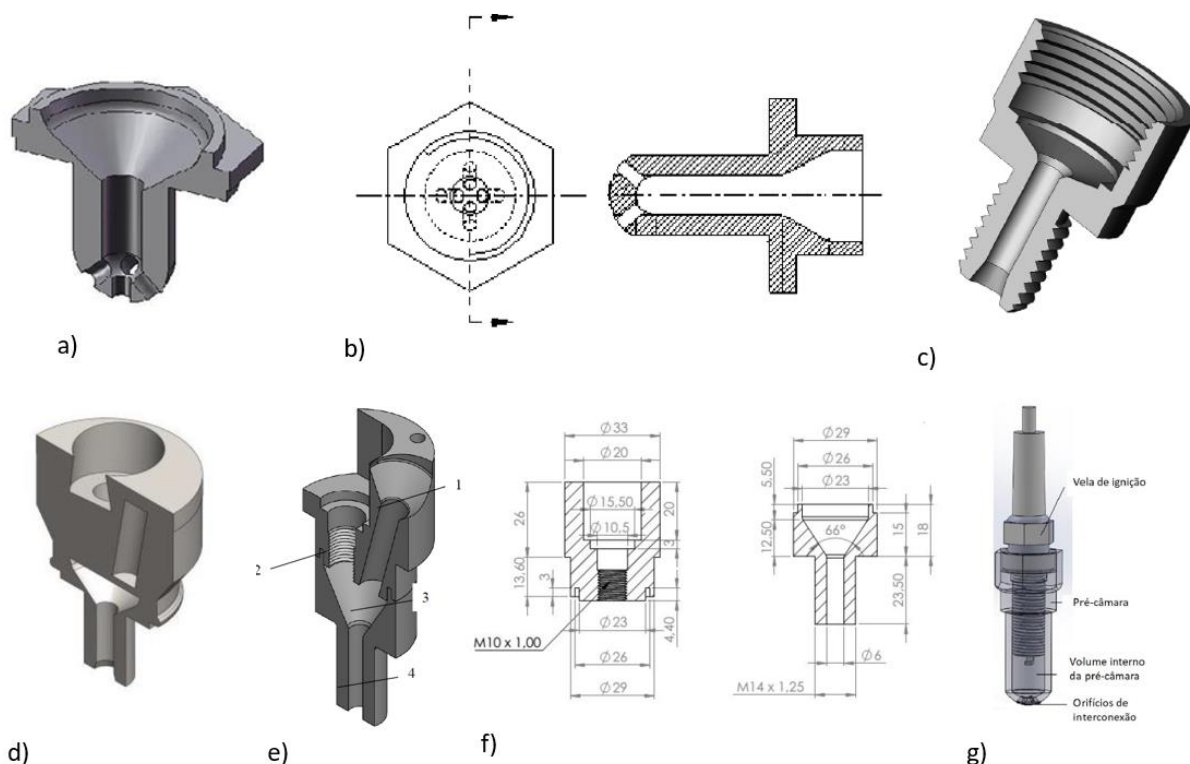 a)
b)
c)
1
2
3
4
d)
e)
Ø33
Ø20
Ø15,50
Ø10.5
26
13,60
3
20
3
4,40
M10 x 1,00
Ø23
Ø26
Ø29
Ø29
Ø26
Ø23
5,50
12,50
66°
15
18
23,50
Ø6
M14 x 1,25
f)
Vela de ignição
Pré-câmara
Volume interno
da pré-câmara
Orifícios de
interconexão
g)